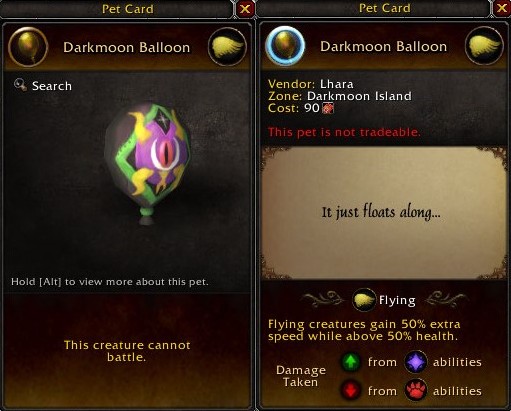 Pet Card
Darkmoon Balloon
Search
Hold [Alt] to view more about this pet.
This creature cannot
battle.
Pet Card
Darkmoon Balloon
Vendor: Lhara
Zone: Darkmoon Island
Cost: 90
This pet is not tradeable.
It just floats along...
Flying
Flying creatures gain 50% extra
speed while above 50% health.
Damage
Taken
from abilities
from abilities